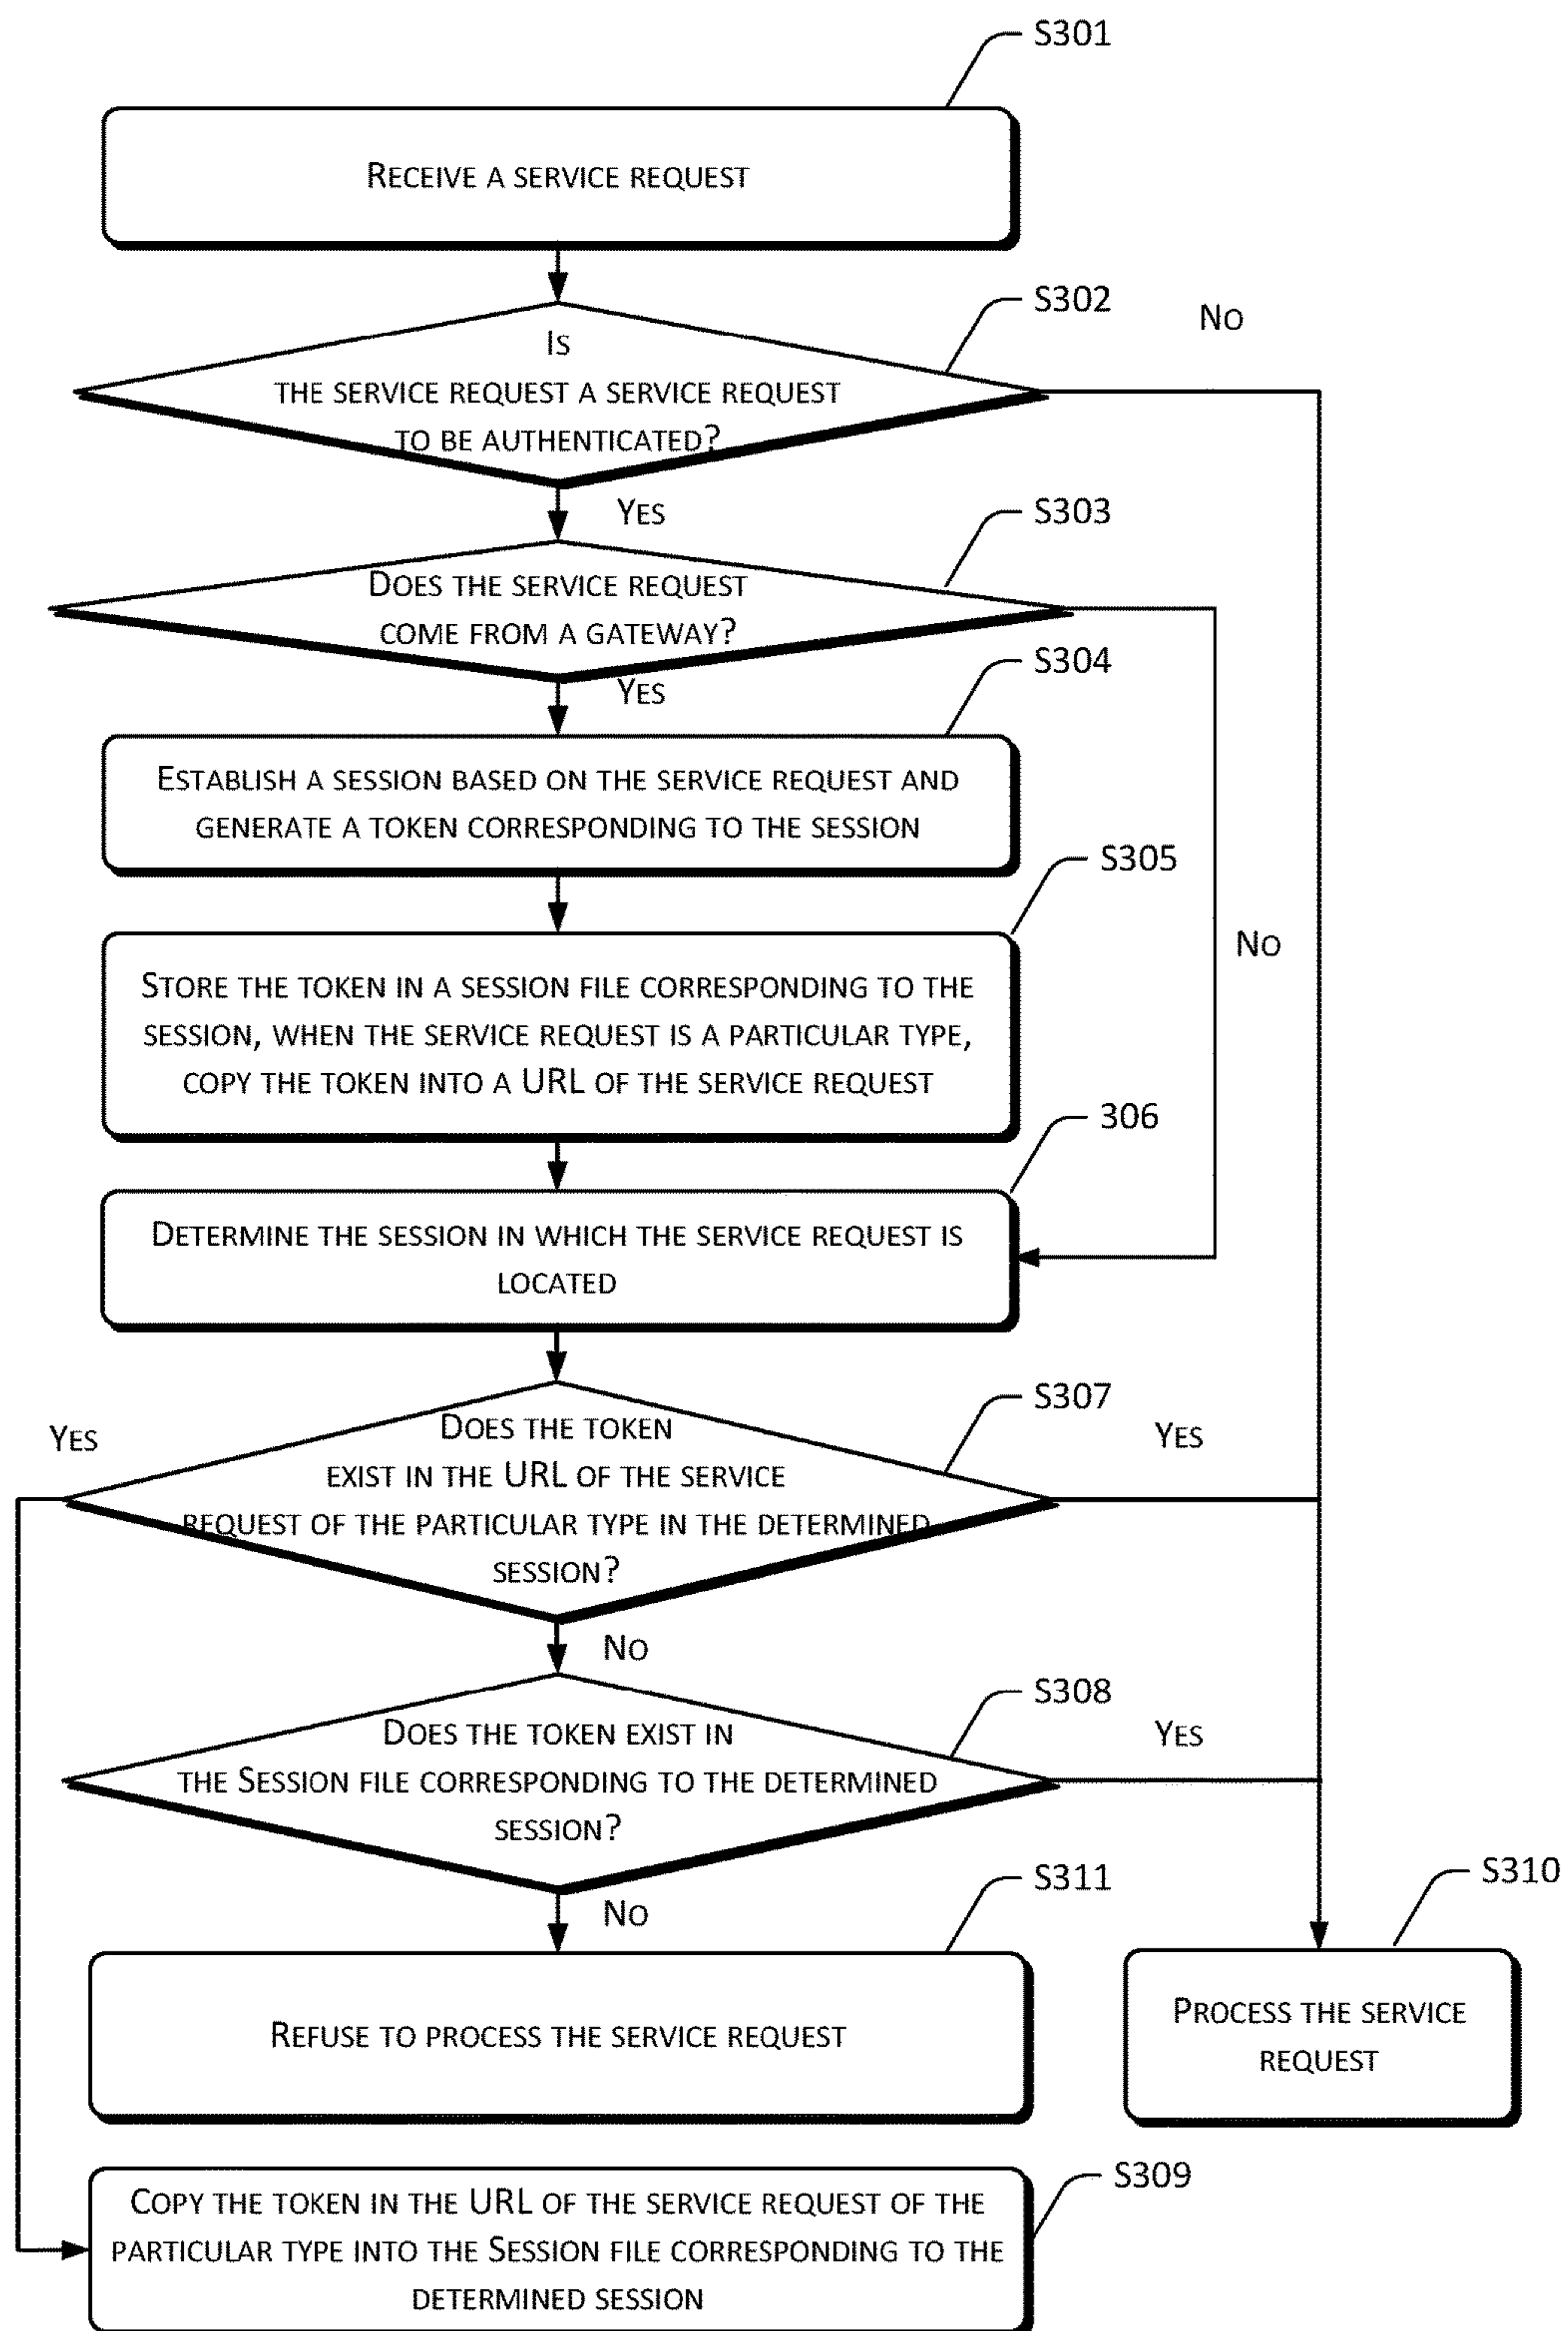 S301
RECEIVE A SERVICE REQUEST
S302
NO
IS
THE SERVICE REQUEST A SERVICE REQUEST
TO BE AUTHENTICATED?
YES
S303
DOES THE SERVICE REQUEST
COME FROM A GATEWAY?
S304
YES
ESTABLISH A SESSION BASED ON THE SERVICE REQUEST AND
GENERATE A TOKEN CORRESPONDING TO THE SESSION
S305
NO
STORE THE TOKEN IN A SESSION FILE CORRESPONDING TO THE
SESSION, WHEN THE SERVICE REQUEST IS A PARTICULAR TYPE,
COPY THE TOKEN INTO A URL OF THE SERVICE REQUEST
306
DETERMINE THE SESSION IN WHICH THE SERVICE REQUEST IS
LOCATED
S307
YES
YES
DOES THE TOKEN
EXIST IN THE URL OF THE SERVICE
REQUEST OF THE PARTICULAR TYPE IN THE DETERMINED
SESSION?
NO
S308
YES
DOES THE TOKEN EXIST IN
THE SESSION FILE CORRESPONDING TO THE DETERMINED
SESSION?
S311
NO
S310
REFUSE TO PROCESS THE SERVICE REQUEST
PROCESS THE SERVICE
REQUEST
S309
COPY THE TOKEN IN THE URL OF THE SERVICE REQUEST OF THE
PARTICULAR TYPE INTO THE SESSION FILE CORRESPONDING TO THE
DETERMINED SESSION